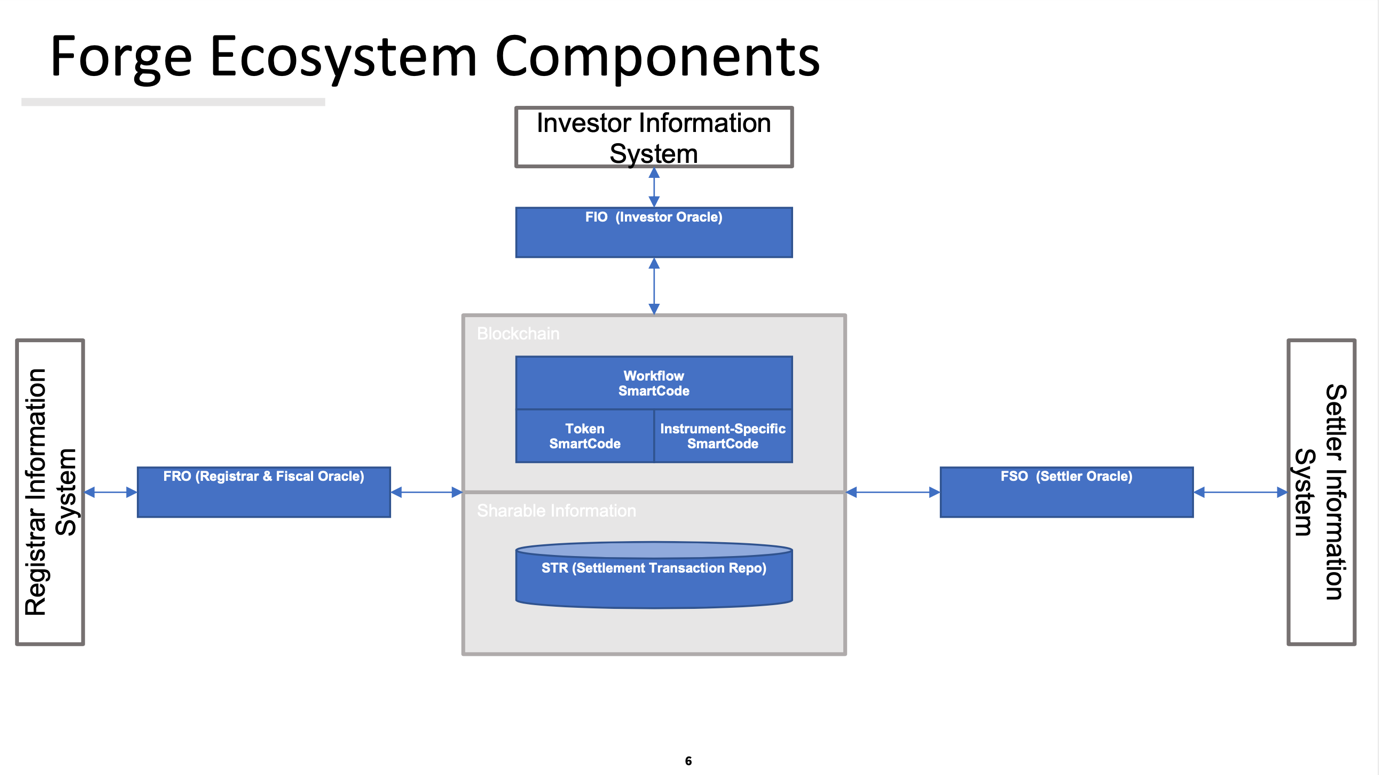 Forge Ecosystem Components
Investor Information
System
FIO (Investor Oracle)
Blockchain
Workflow
SmartCode
Token
SmartCode
Instrument-Specific
SmartCode
Registrar Information
System
FRO (Registrar & Fiscal Oracle)
FSO (Settler Oracle)
Settler Information
System
Sharable Information
STR (Settlement Transaction Repo)
6